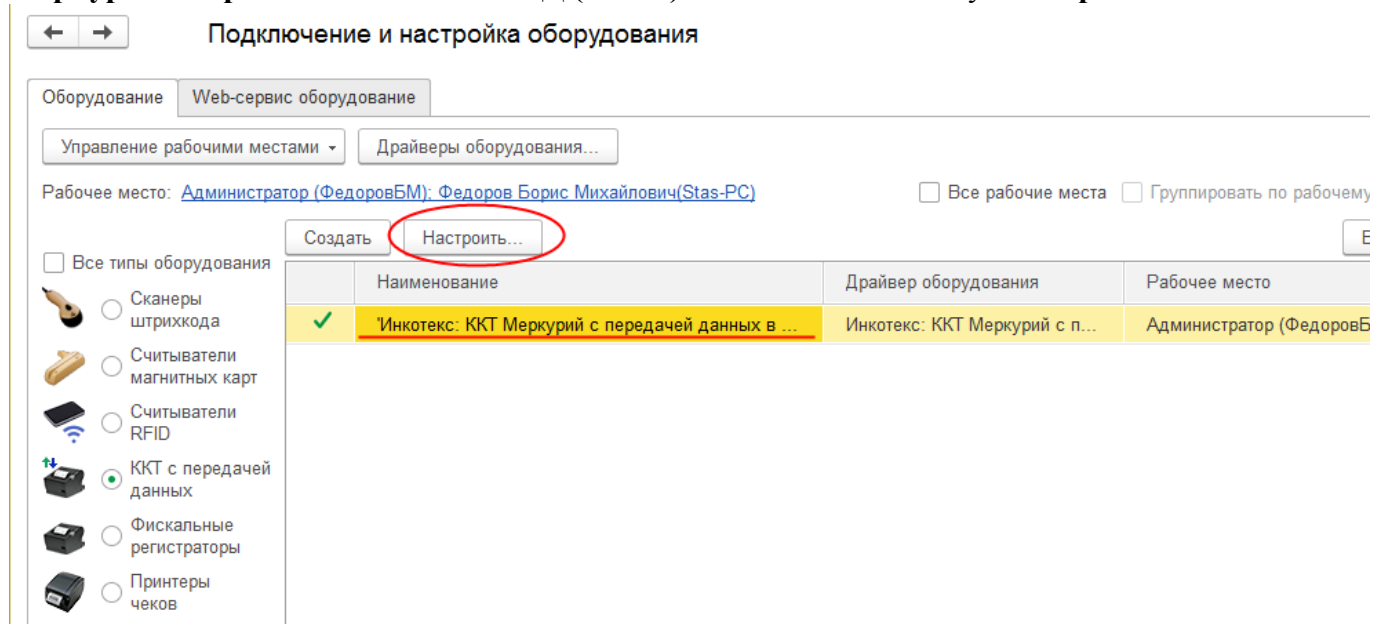 Подключение и настройка оборудования
Оборудование Web-сервис оборудование
Управление рабочими местами Драйверы оборудования...
Рабочее место: Администратор (ФедоровБМ); Федоров Борис Михайлович(Stas-PC) Все рабочие места Группировать по рабочему
Создать Настроить...
Все типы оборудования
Наименование Драйвер оборудования Рабочее место
'Инкотекс: ККТ Меркурий с передачей данных в ... Инкотекс: ККТ Меркурий с п... Администратор (ФедоровБ
Сканеры
штрихкода
Считыватели
магнитных карт
Считыватели
RFID
ККТ с передачей
данных
Фискальные
регистраторы
Принтеры
чеков